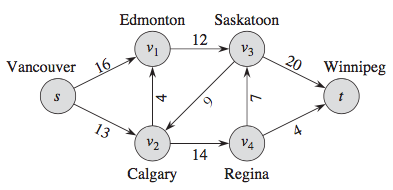 Edmonton Saskatoon
12
Vancouver 16 v1 v3 20 Winnipeg
s 4 9 7 t
13 v2 v4 4
14
Calgary Regina